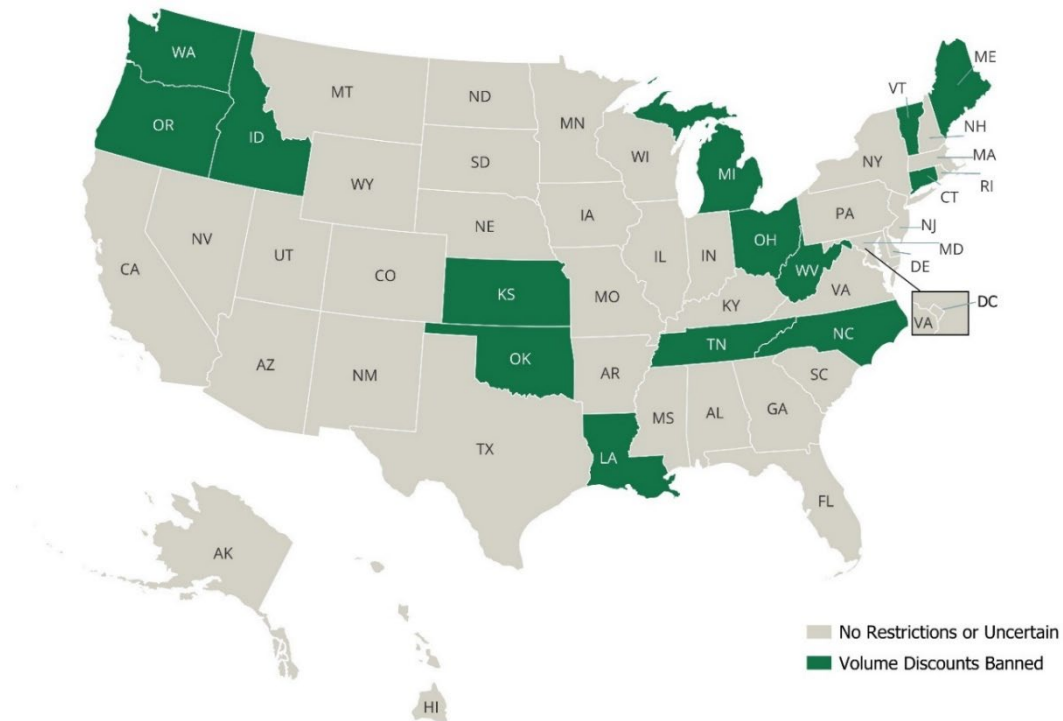 WA
ME
MT
ND
VT
MN
OR
ID
NH
SD
WI
NY
MA
WY
MI
RI
CT
IA
PA
NE
NJ
NV
OH
MD
IL
IN
UT
DE
CA
CO
WV
KS
MO
VA
KY
DC
VA
NC
TN
OK
AZ
NM
AR
SC
MS
AL
GA
TX
LA
FL
AK
No Restrictions or Uncertain
Volume Discounts Banned
HI